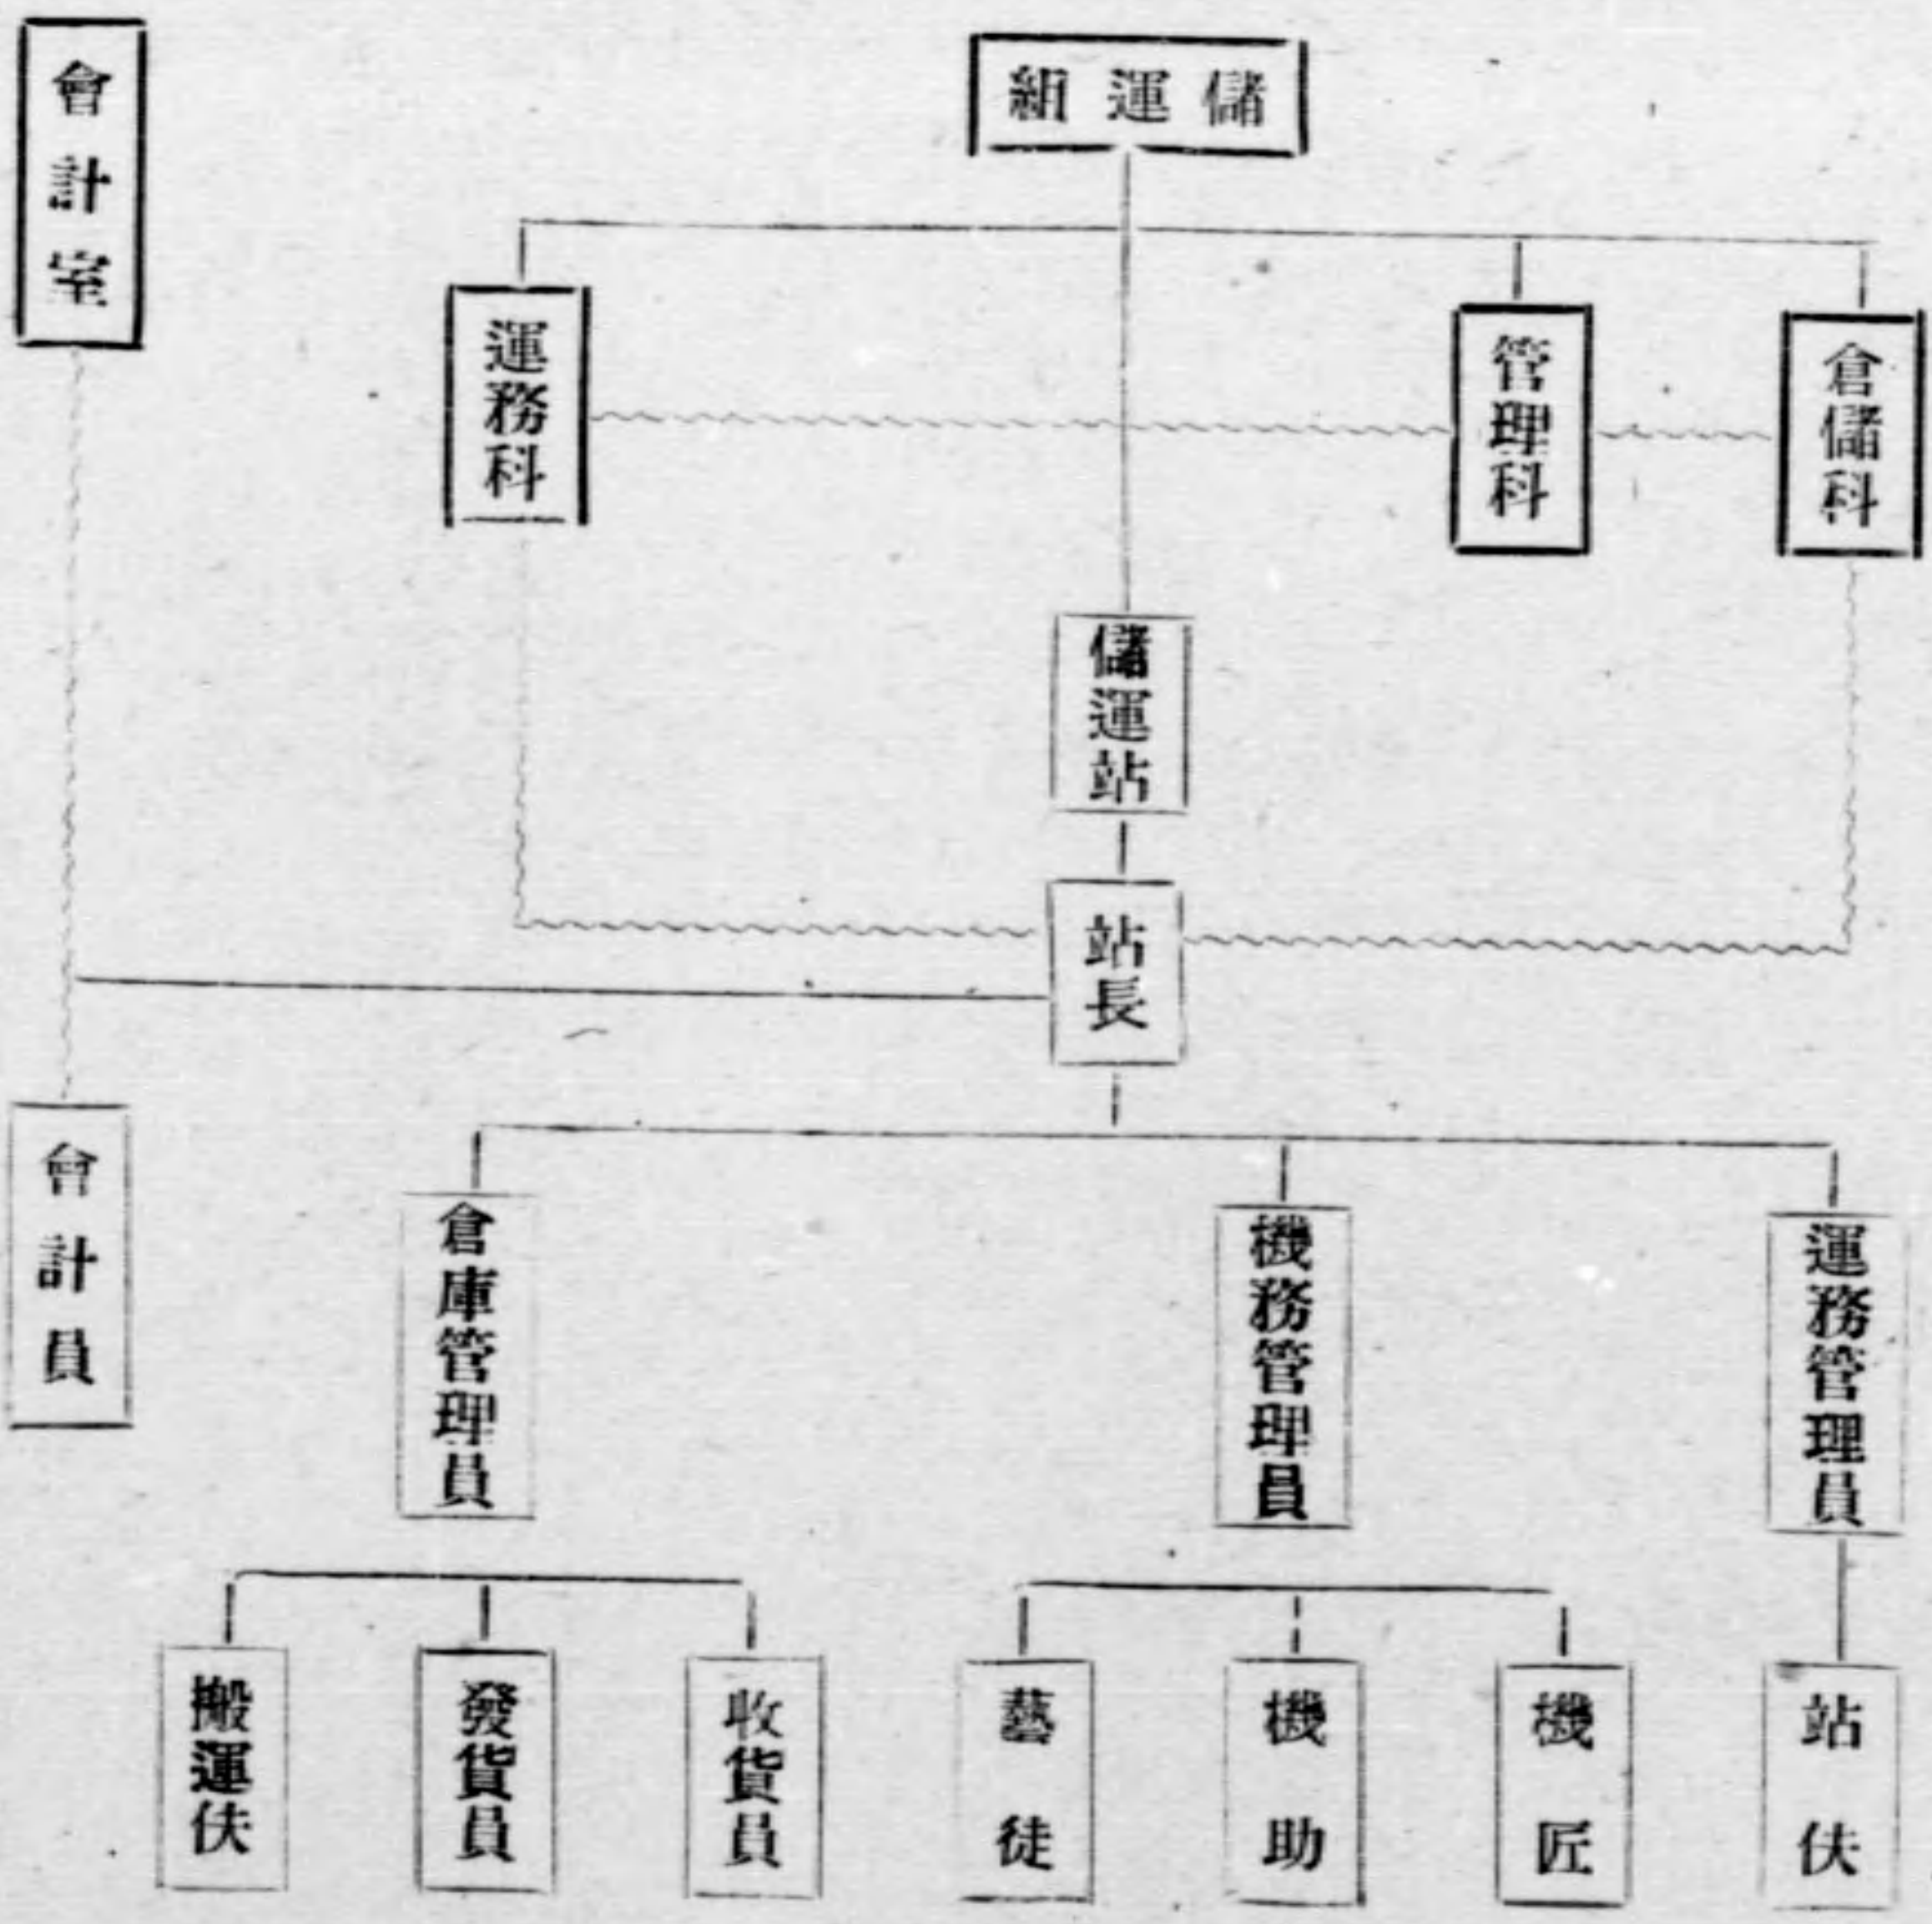 儲運組
倉儲科
管理科
運務科
會計室
儲運站
站長
運務管理員
機務管理員
倉庫管理員
會計員
站伕
機匠
機助
藝徒
收貨員
發貨員
搬運伕